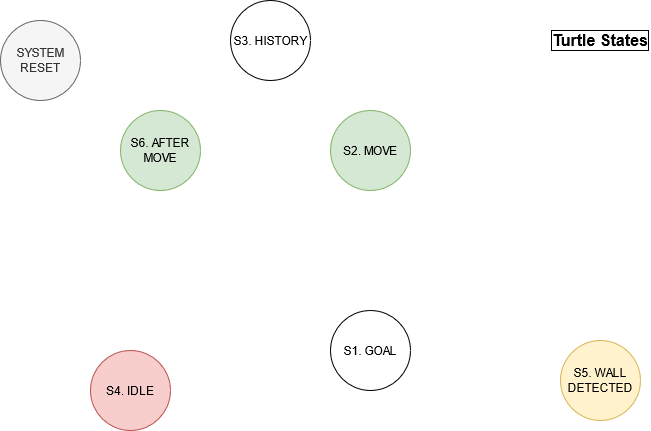 Turtle States
SYSTEM
RESET
S3. HISTORY
S6. AFTER
MOVE
S2. MOVE
S1. GOAL
S4. IDLE
S5. WALL
DETECTED